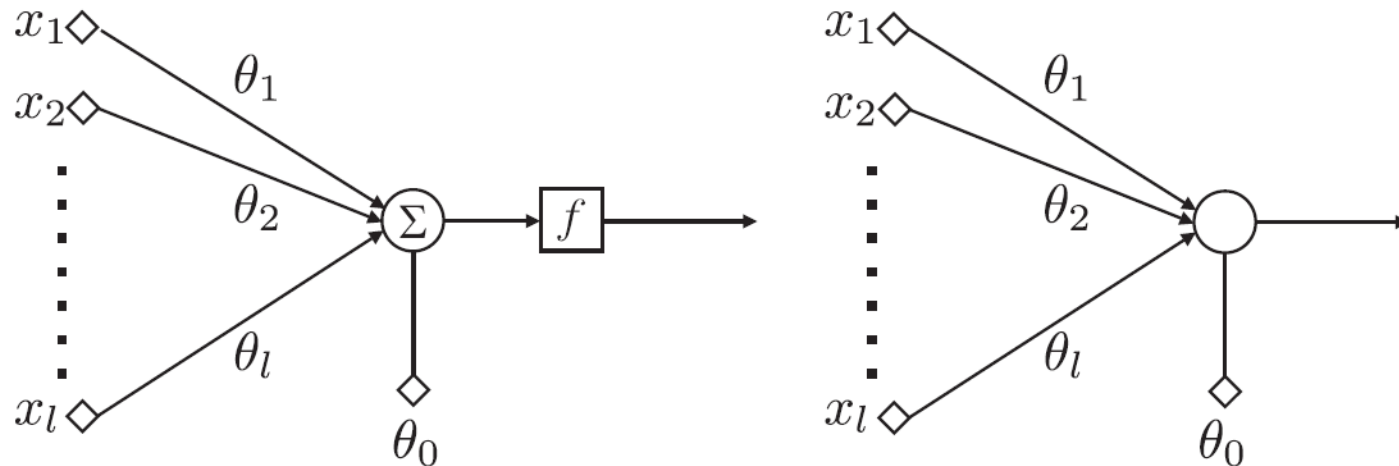 x₁ x₁
θ₁ θ₁
x₂ x₂
θ₂ Σ f θ₂
θₗ θₗ
xₗ xₗ
θ₀ θ₀